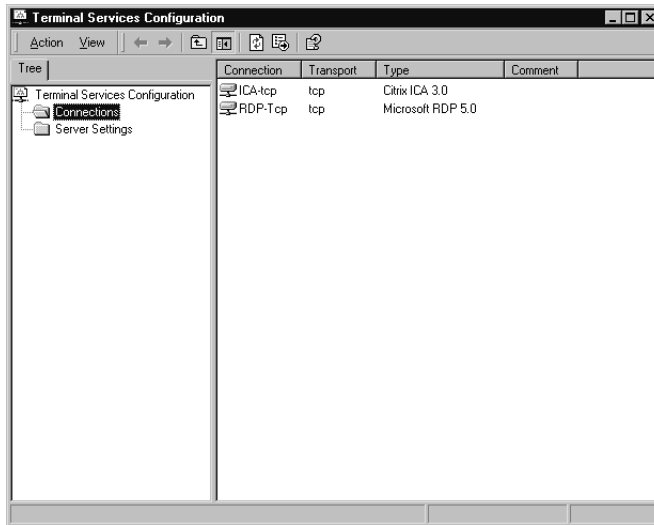 Terminal Services Configuration
Action View
Tree
Terminal Services Configuration
Connections
Server Settings
Connection Transport Type Comment
ICA-tcp tcp Citrix ICA 3.0
RDP-Tcp tcp Microsoft RDP 5.0